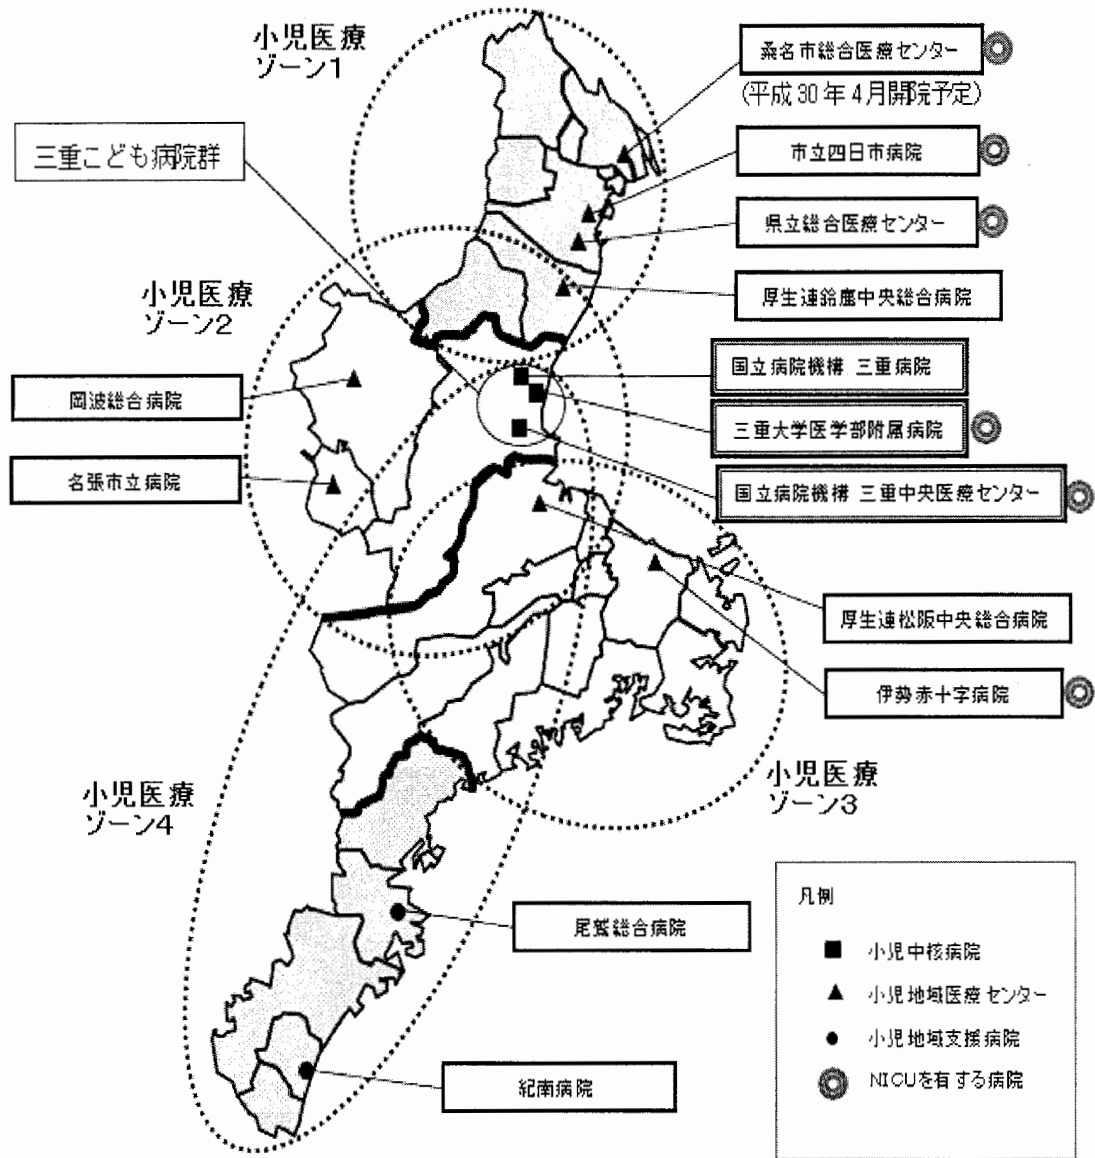 小児医療
ゾーン1
桑名市総合医療センター
(平成30年4月開院予定)
三重こども病院群
市立四日市病院
県立総合医療センター
小児医療
ゾーン2
厚生連鈴鹿中央総合病院
国立病院機構 三重病院
岡波総合病院
三重大学医学部附属病院
名張市立病院
国立病院機構 三重中央医療センター
厚生連松阪中央総合病院
伊勢赤十字病院
小児医療
ゾーン3
小児医療
ゾーン4
凡例
尾鷲総合病院
小児中核病院
小児地域医療センター
小児地域支援病院
NICUを有する病院
紀南病院